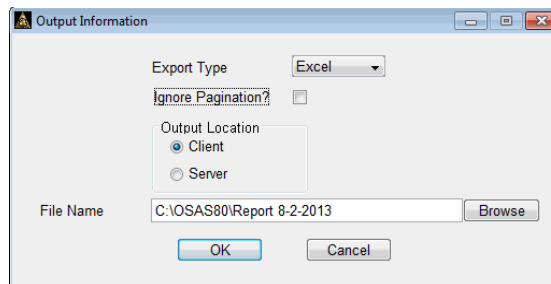 Output Information
Export Type Excel
Ignore Pagination?
Output Location
Client
Server
File Name C:\OSAS80\Report 8-2-2013 Browse
OK Cancel